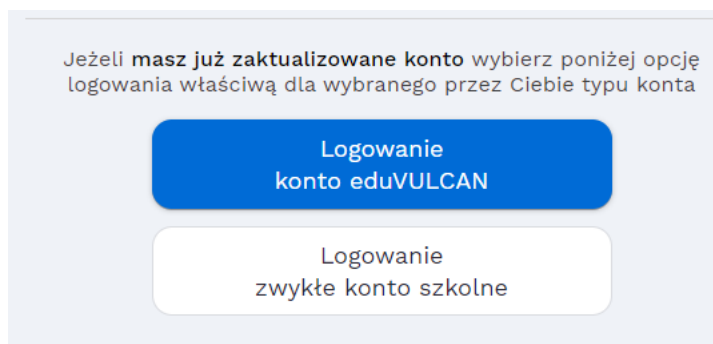 Jeżeli masz już zaktualizowane konto wybierz poniżej opcję
logowania właściwą dla wybranego przez Ciebie typu konta
Logowanie
konto eduVULCAN
Logowanie
zwykłe konto szkolne